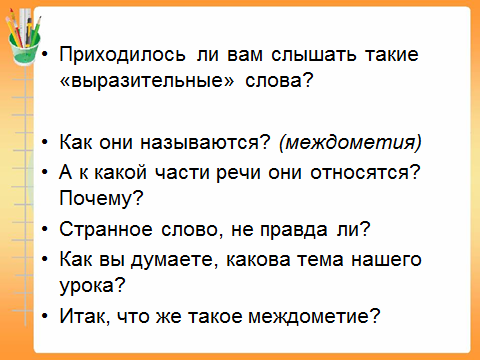 • Приходилось ли вам слышать такие
«выразительные» слова?
• Как они называются? (междометия)
• А к какой части речи они относятся?
Почему?
• Странное слово, не правда ли?
• Как вы думаете, какова тема нашего
урока?
• Итак, что же такое междометие?